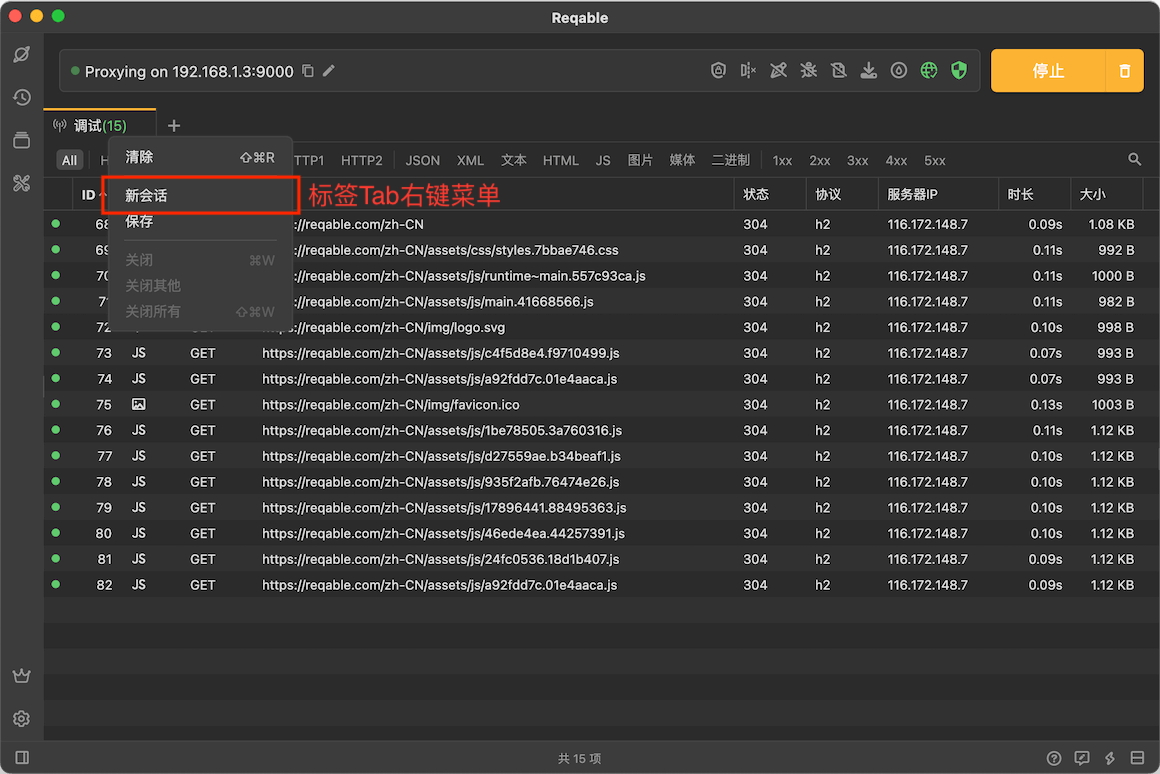 Reqable
Proxying on 192.168.1.3:9000
停止
调试(15) +
All H TTP1 HTTP2 JSON XML 文本 HTML JS 图片 媒体 二进制 1xx 2xx 3xx 4xx 5xx
清除 ⇧⌘R
新会话
保存
关闭 ⌘W
关闭其他
关闭所有 ⇧⌘W
标签Tab右键菜单
ID 状态 协议 服务器IP 时长 大小
68 ://reqable.com/zh-CN 304 h2 116.172.148.7 0.09s 1.08 KB
69 ://reqable.com/zh-CN/assets/css/styles.7bbae746.css 304 h2 116.172.148.7 0.11s 992 B
70 ://reqable.com/zh-CN/assets/js/runtime~main.557c93ca.js 304 h2 116.172.148.7 0.11s 1000 B
71 ://reqable.com/zh-CN/assets/js/main.41668566.js 304 h2 116.172.148.7 0.11s 982 B
72 ://reqable.com/zh-CN/img/logo.svg 304 h2 116.172.148.7 0.10s 998 B
73 JS GET https://reqable.com/zh-CN/assets/js/c4f5d8e4.f9710499.js 304 h2 116.172.148.7 0.07s 993 B
74 JS GET https://reqable.com/zh-CN/assets/js/a92fdd7c.01e4aaca.js 304 h2 116.172.148.7 0.07s 993 B
75 GET https://reqable.com/zh-CN/img/favicon.ico 304 h2 116.172.148.7 0.13s 1003 B
76 JS GET https://reqable.com/zh-CN/assets/js/1be78505.3a760316.js 304 h2 116.172.148.7 0.11s 1.12 KB
77 JS GET https://reqable.com/zh-CN/assets/js/d27559ae.b34beaf1.js 304 h2 116.172.148.7 0.10s 1.12 KB
78 JS GET https://reqable.com/zh-CN/assets/js/935f2afb.76474e26.js 304 h2 116.172.148.7 0.10s 1.12 KB
79 JS GET https://reqable.com/zh-CN/assets/js/17896441.88495363.js 304 h2 116.172.148.7 0.10s 1.12 KB
80 JS GET https://reqable.com/zh-CN/assets/js/46ede4ea.44257391.js 304 h2 116.172.148.7 0.10s 1.12 KB
81 JS GET https://reqable.com/zh-CN/assets/js/24fc0536.18d1b407.js 304 h2 116.172.148.7 0.09s 1.12 KB
82 JS GET https://reqable.com/zh-CN/assets/js/a92fdd7c.01e4aaca.js 304 h2 116.172.148.7 0.09s 1.12 KB
共 15 项